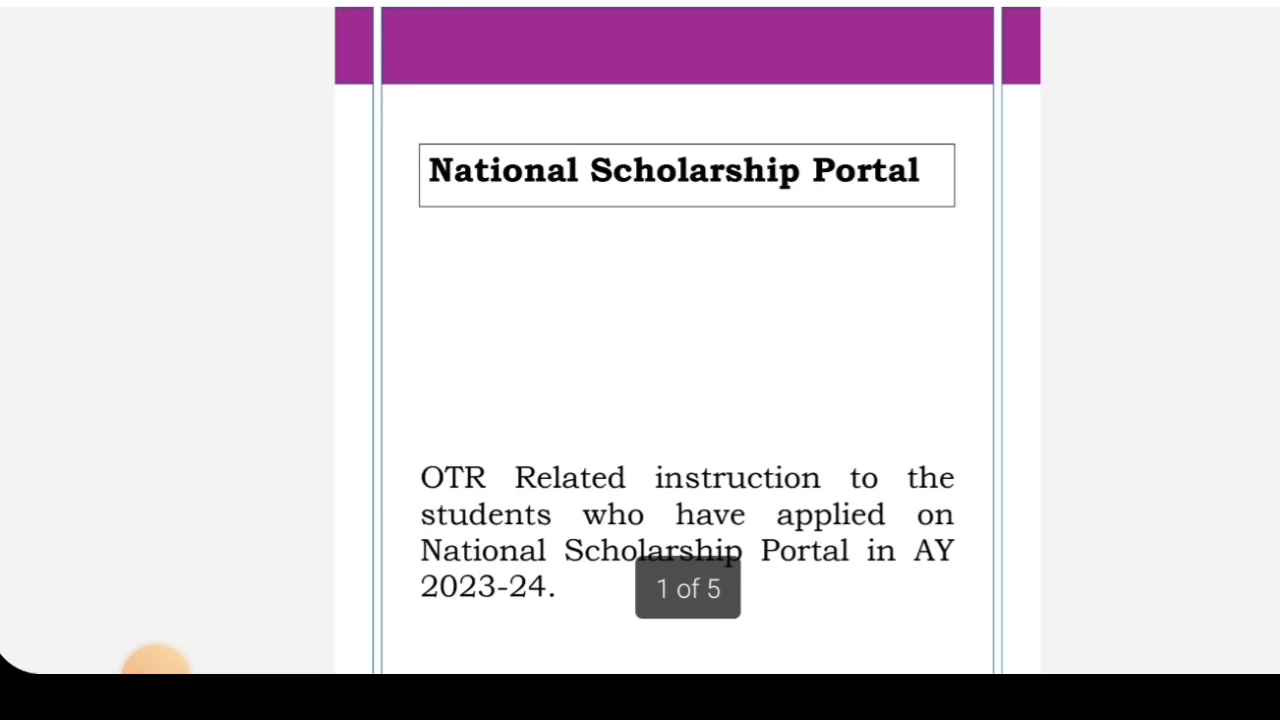 National Scholarship Portal
OTR Related instruction to the
students who have applied on
National Scholarship Portal in AY
2023-24.
1 of 5